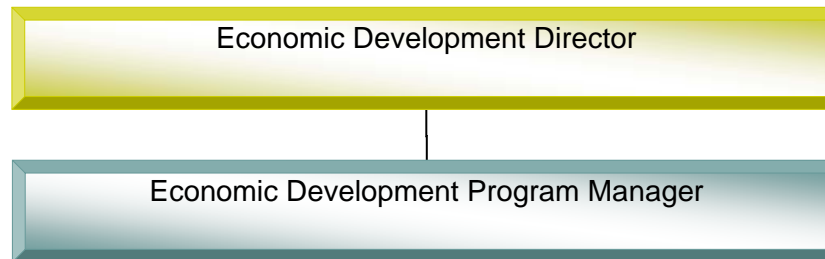 Economic Development Director
Economic Development Program Manager